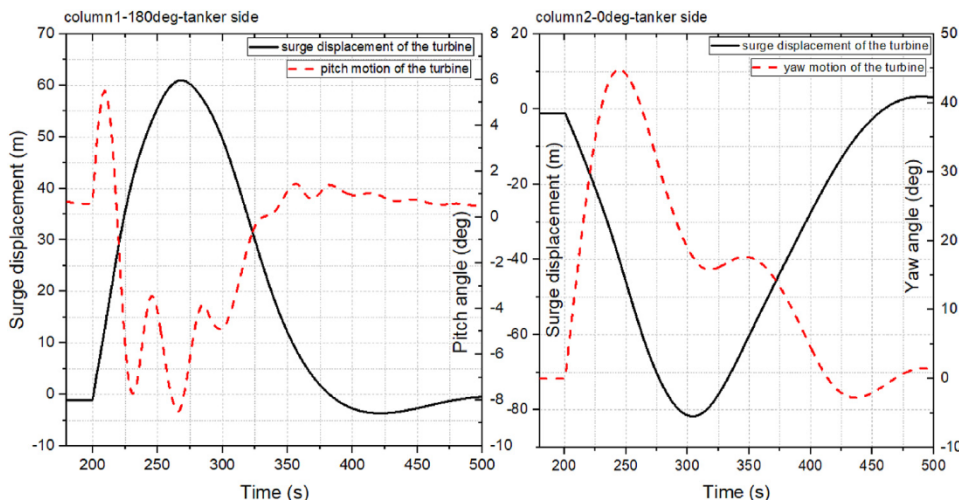 column1-180deg-tanker side
surge displacement of the turbine
pitch motion of the turbine
Surge displacement (m)
70
60
50
40
30
20
10
0
-10
Pitch angle (deg)
8
6
4
2
0
-2
-4
-6
-8
-10
200 250 300 350 400 450 500
Time (s)
column2-0deg-tanker side
surge displacement of the turbine
yaw motion of the turbine
Surge displacement (m)
20
0
-20
-40
-60
-80
Yaw angle (deg)
50
40
30
20
10
0
-10
200 250 300 350 400 450 500
Time (s)